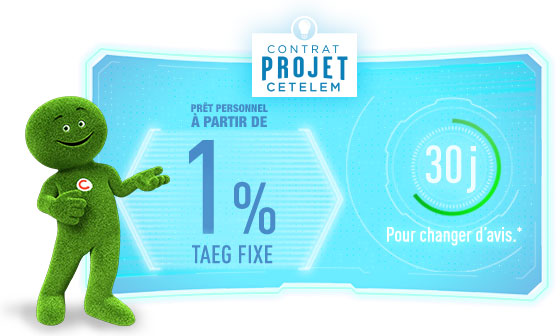 CONTRAT
PROJET
CETELEM
PRÊT PERSONNEL
À PARTIR DE
1%
TAEG FIXE
30 j
Pour changer d'avis.*
C